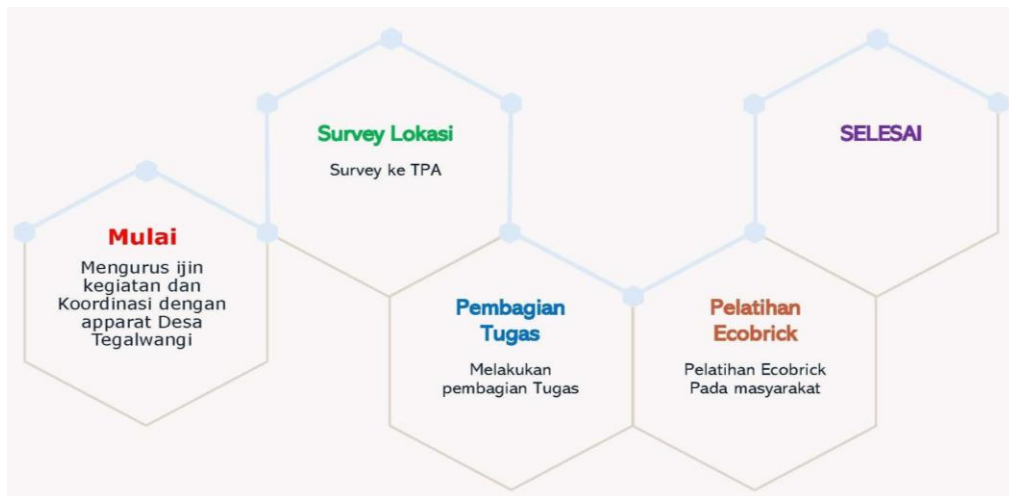 Mulai
Mengurus ijin
kegiatan dan
Koordinasi dengan
apparat Desa
Tegalwangi
Survey Lokasi
Survey ke TPA
Pembagian
Tugas
Melakukan
pembagian Tugas
Pelatihan
Ecobrick
Pelatihan Ecobrick
Pada masyarakat
SELESAI